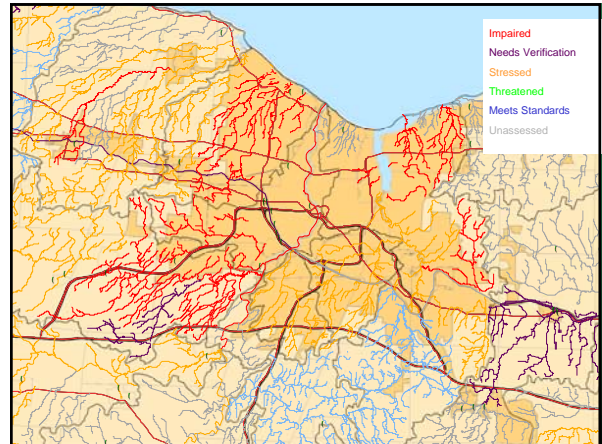 Impaired
Needs Verification
Stressed
Threatened
Meets Standards
Unassessed